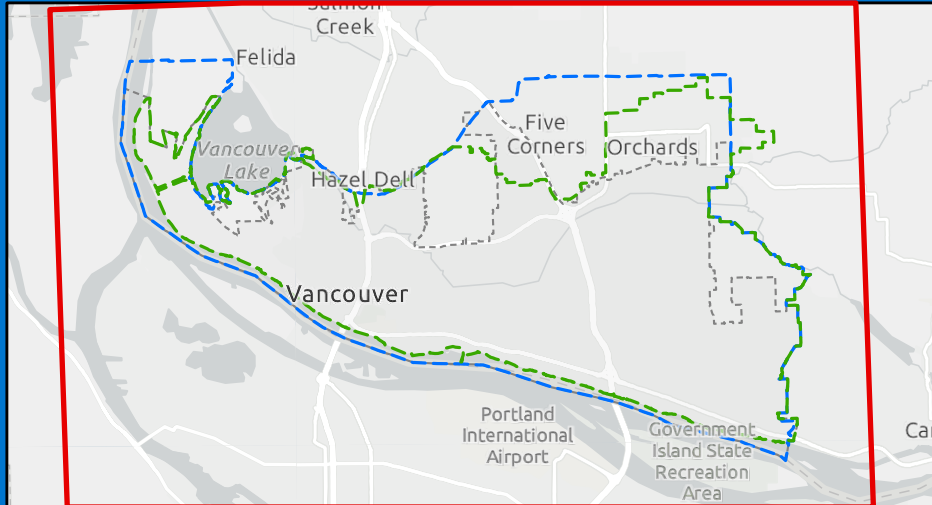 Salmon
Creek
Felida
Five
Corners
Orchards
Vancouver
Lake
Hazel Dell
Vancouver
Portland
International
Airport
Government
Island State
Recreation
Area
Ca